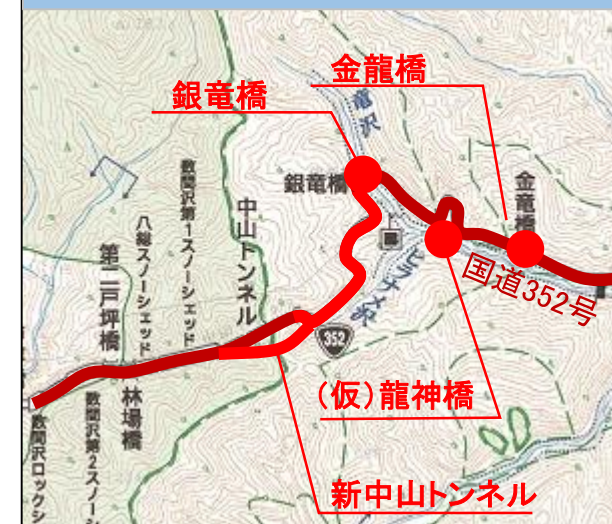 金龍橋
銀竜橋
竜沢
銀竜橋
金竜橋
数間沢第1スノーシェッド
中山トンネル
八総スノーシェッド
第二戸坪橋
ヒラナメ沢
国道352号
352
(仮)龍神橋
林場橋
数間沢第2スノーシ
数間沢ロックシ
新中山トンネル